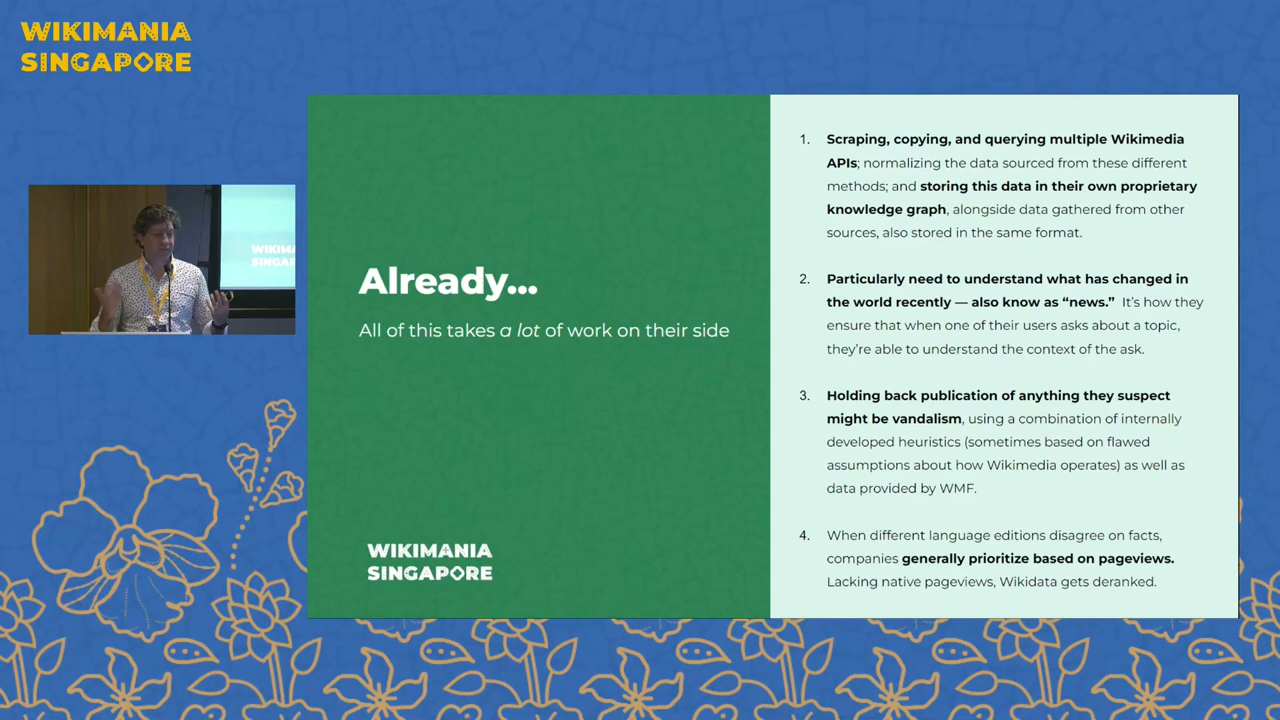 WIKIMANIA
SINGAPORE
WIKIMA
SINGAP
Already...
All of this takes a lot of work on their side
WIKIMANIA
SINGAPORE
1. Scraping, copying, and querying multiple Wikimedia
APIs; normalizing the data sourced from these different
methods; and storing this data in their own proprietary
knowledge graph, alongside data gathered from other
sources, also stored in the same format.
2. Particularly need to understand what has changed in
the world recently — also know as “news.” It’s how they
ensure that when one of their users asks about a topic,
they’re able to understand the context of the ask.
3. Holding back publication of anything they suspect
might be vandalism, using a combination of internally
developed heuristics (sometimes based on flawed
assumptions about how Wikimedia operates) as well as
data provided by WMF.
4. When different language editions disagree on facts,
companies generally prioritize based on pageviews.
Lacking native pageviews, Wikidata gets deranked.